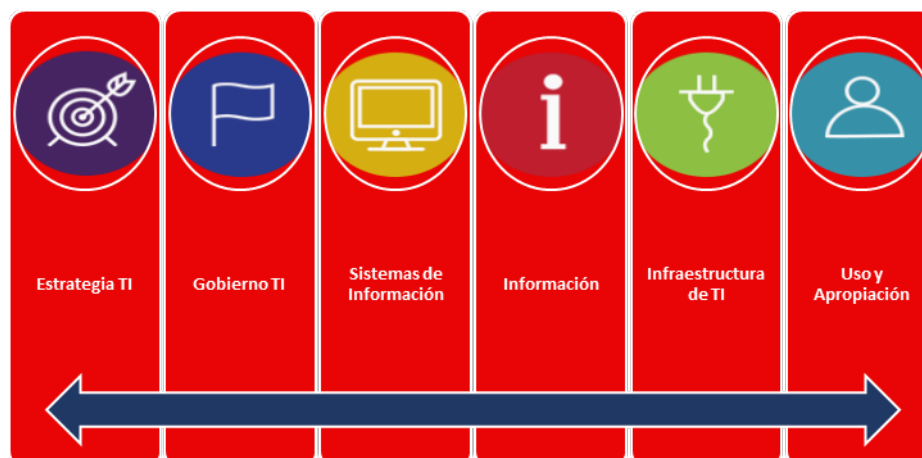 Estrategia TI
Gobierno TI
Sistemas de
Información
Información
Infraestructura
de TI
Uso y
Apropiación